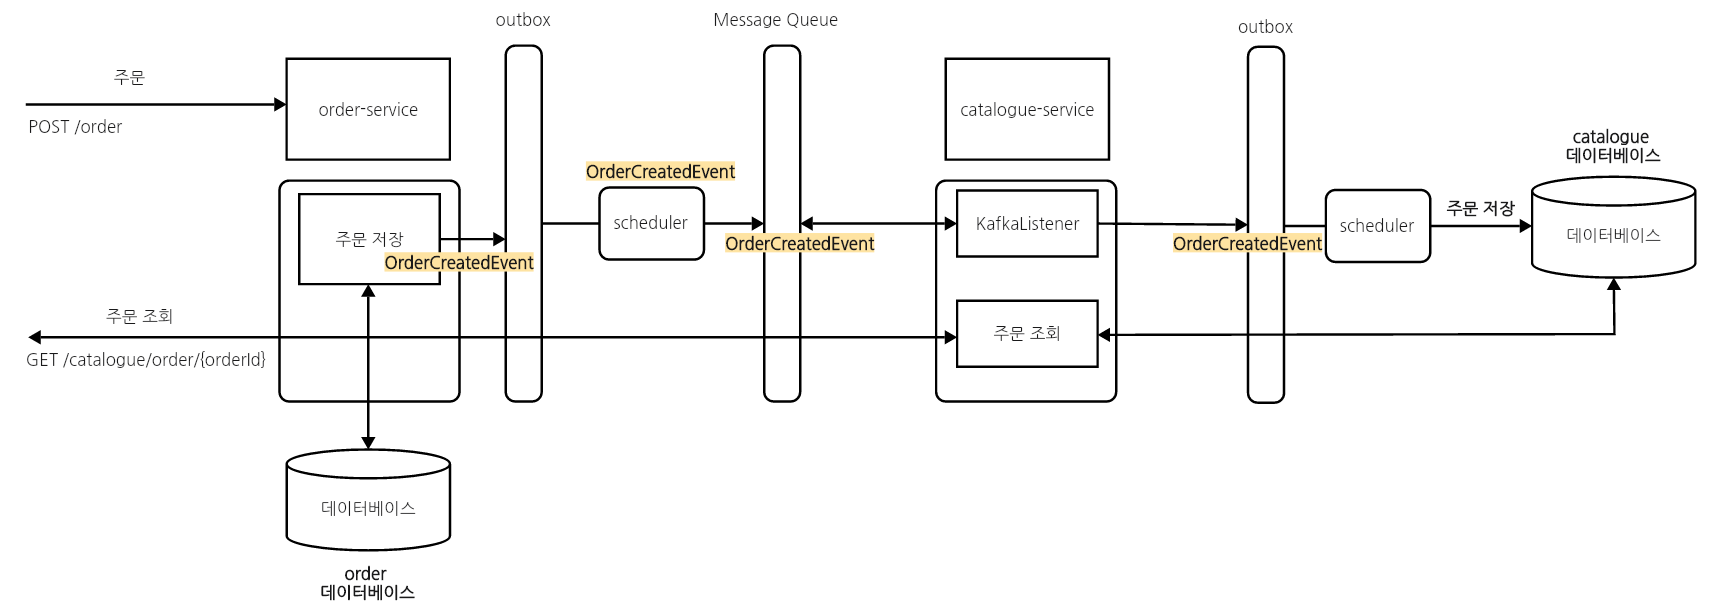 outbox
Message Queue
outbox
주문
POST /order
order-service
catalogue-service
catalogue
데이터베이스
OrderCreatedEvent
scheduler
주문 저장
OrderCreatedEvent
OrderCreatedEvent
KafkaListener
OrderCreatedEvent
scheduler
주문 저장
데이터베이스
주문 조회
GET /catalogue/order/{orderId}
주문 조회
데이터베이스
order
데이터베이스